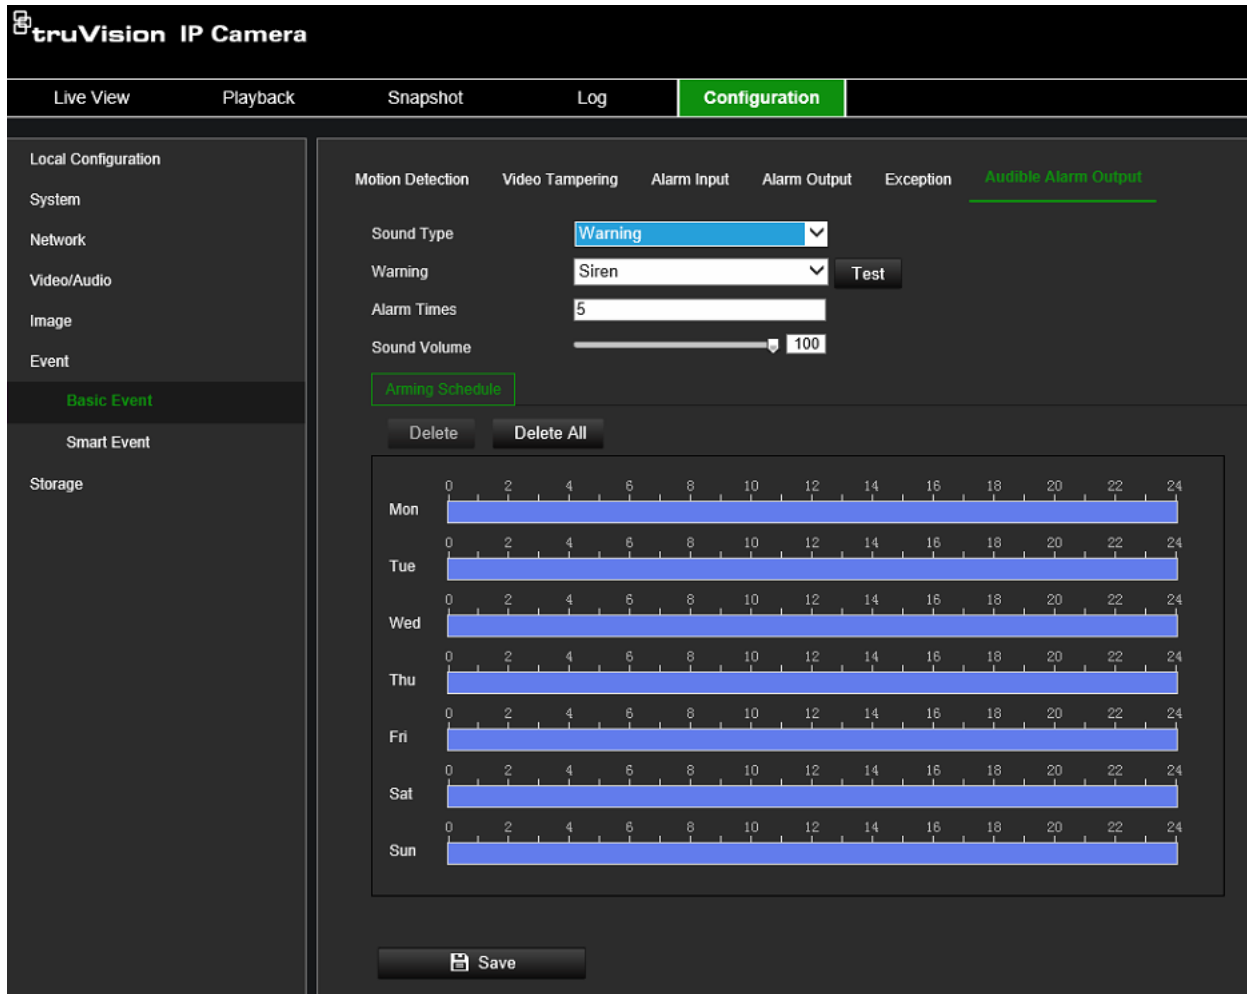 truVision IP Camera
Live View Playback Snapshot Log Configuration
Local Configuration
System
Network
Video/Audio
Image
Event
Basic Event
Smart Event
Storage
Motion Detection Video Tampering Alarm Input Alarm Output Exception Audible Alarm Output
Sound Type Warning
Warning Siren Test
Alarm Times 5
Sound Volume 100
Arming Schedule
Delete Delete All
0 2 4 6 8 10 12 14 16 18 20 22 24
Mon
0 2 4 6 8 10 12 14 16 18 20 22 24
Tue
0 2 4 6 8 10 12 14 16 18 20 22 24
Wed
0 2 4 6 8 10 12 14 16 18 20 22 24
Thu
0 2 4 6 8 10 12 14 16 18 20 22 24
Fri
0 2 4 6 8 10 12 14 16 18 20 22 24
Sat
0 2 4 6 8 10 12 14 16 18 20 22 24
Sun
Save